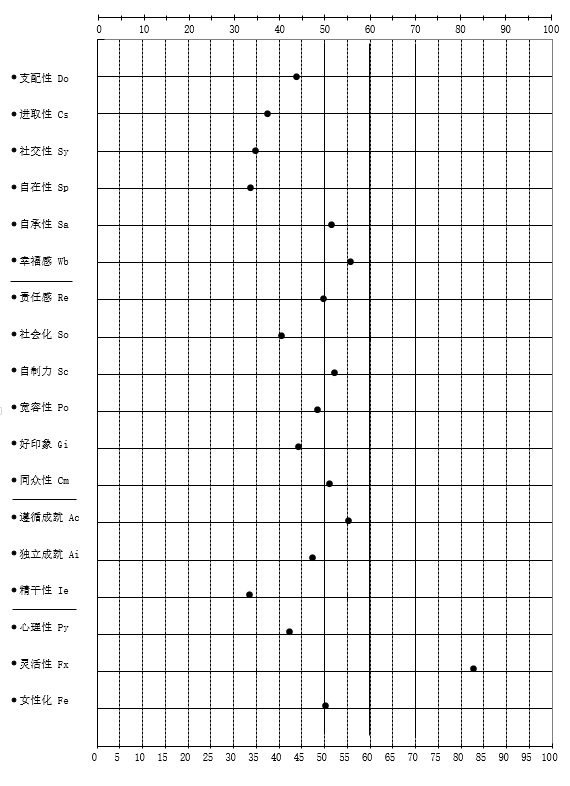 0 10 20 30 40 50 60 70 80 90 100
支配性 Do
进取性 Cs
社交性 Sy
自在性 Sp
自承性 Sa
幸福感 Wb
责任感 Re
社会化 So
自制力 Sc
宽容性 Po
好印象 Gi
同众性 Cm
遵循成就 Ac
独立成就 Ai
精干性 Ie
心理性 Py
灵活性 Fx
女性化 Fe
0 5 10 15 20 25 30 35 40 45 50 55 60 65 70 75 80 85 90 95 100